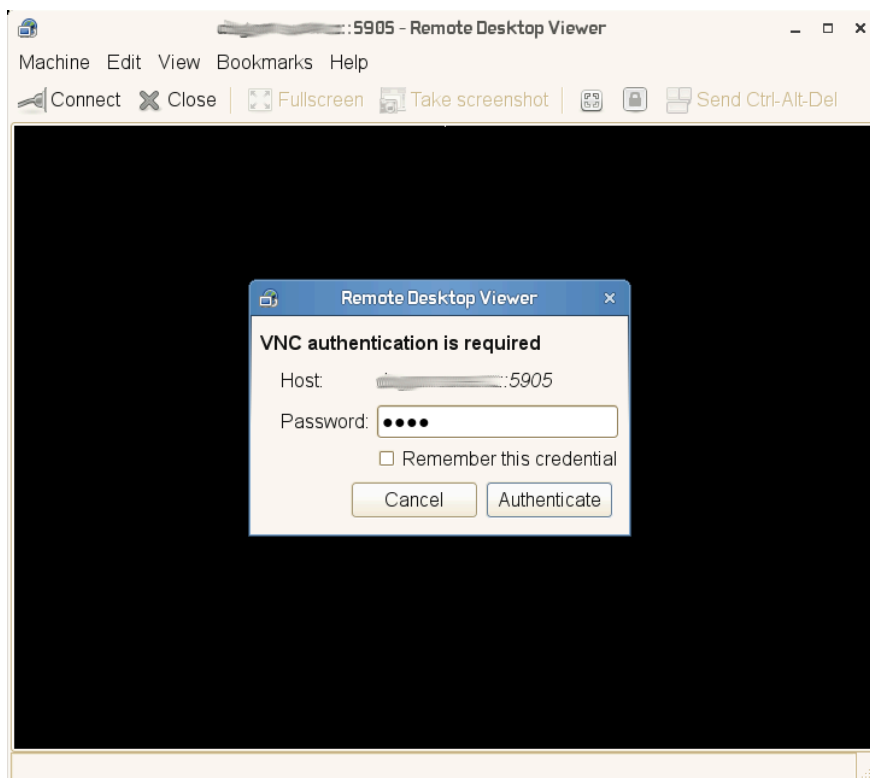 ::5905 - Remote Desktop Viewer
Machine Edit View Bookmarks Help
Connect Close Fullscreen Take screenshot Send Ctrl-Alt-Del
Remote Desktop Viewer
VNC authentication is required
Host: ::5905
Password: ●●●●
Remember this credential
Cancel Authenticate